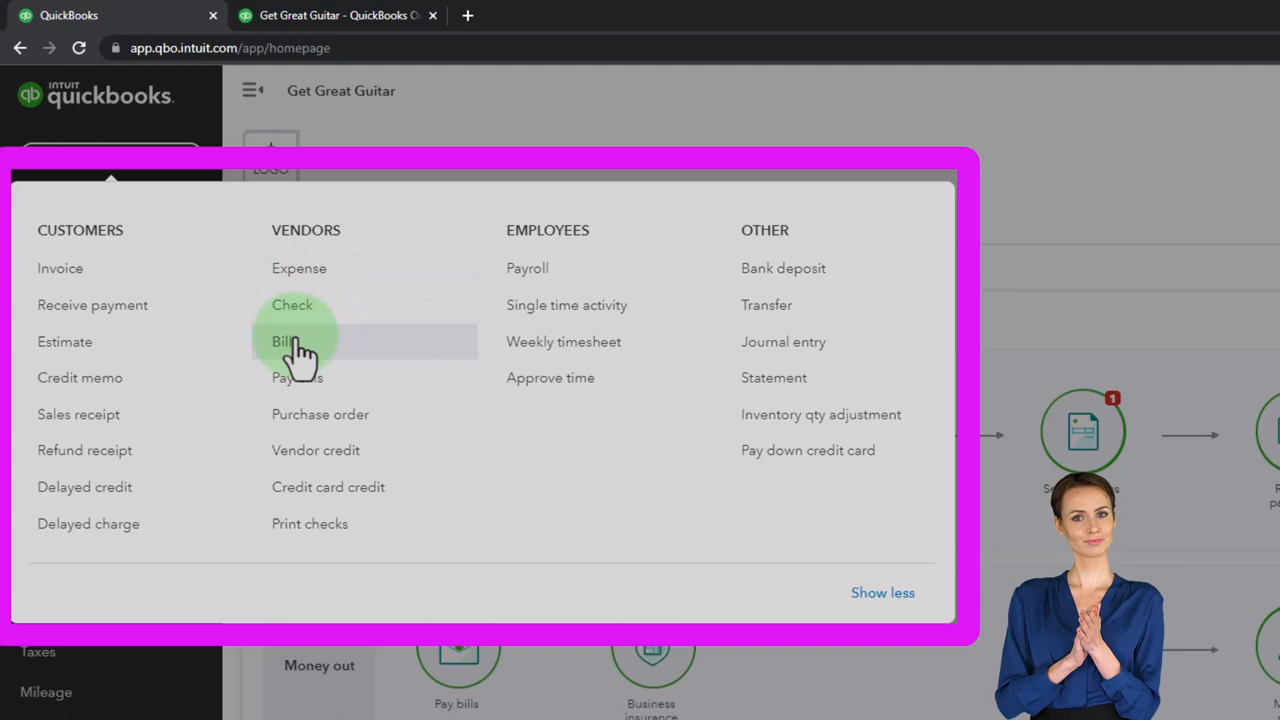 QuickBooks
Get Great Guitar - QuickBooks O
app.qbo.intuit.com/app/homepage
qb INTUIT quickbooks.
Get Great Guitar
LOGO
CUSTOMERS
Invoice
Receive payment
Estimate
Credit memo
Sales receipt
Refund receipt
Delayed credit
Delayed charge
VENDORS
Expense
Check
Bill
Purchase order
Vendor credit
Credit card credit
Print checks
EMPLOYEES
Payroll
Single time activity
Weekly timesheet
Approve time
OTHER
Bank deposit
Transfer
Journal entry
Statement
Inventory qty adjustment
Pay down credit card
Show less
1
Taxes
Mileage
Money out
Pay bills
Business
insurance